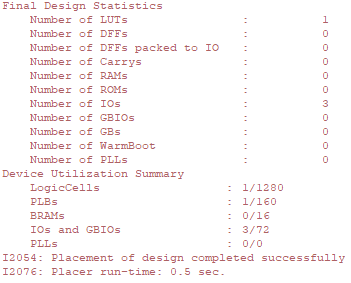 Final Design Statistics
Number of LUTs : 1
Number of DFFs : 0
Number of DFFs packed to IO : 0
Number of Carrys : 0
Number of RAMs : 0
Number of ROMs : 0
Number of IOs : 3
Number of GBIOs : 0
Number of GBs : 0
Number of WarmBoot : 0
Number of PLLs : 0
Device Utilization Summary
LogicCells : 1/1280
PLBs : 1/160
BRAMs : 0/16
IOs and GBIOs : 3/72
PLLs : 0/0
I2054: Placement of design completed successfully
I2076: Placer run-time: 0.5 sec.